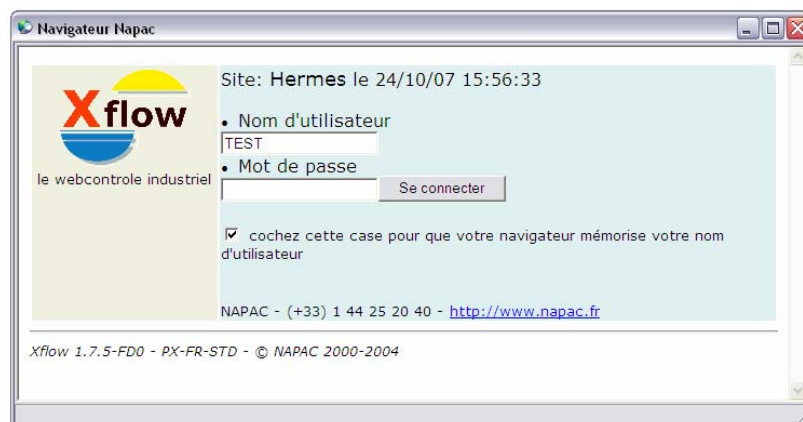 Navigateur Napac
Xflow
le webcontrole industriel
Site: Hermes le 24/10/07 15:56:33
• Nom d'utilisateur
TEST
• Mot de passe
Se connecter
cochez cette case pour que votre navigateur mémorise votre nom
d'utilisateur
NAPAC - (+33) 1 44 25 20 40 - http://www.napac.fr
Xflow 1.7.5-FD0 - PX-FR-STD - © NAPAC 2000-2004